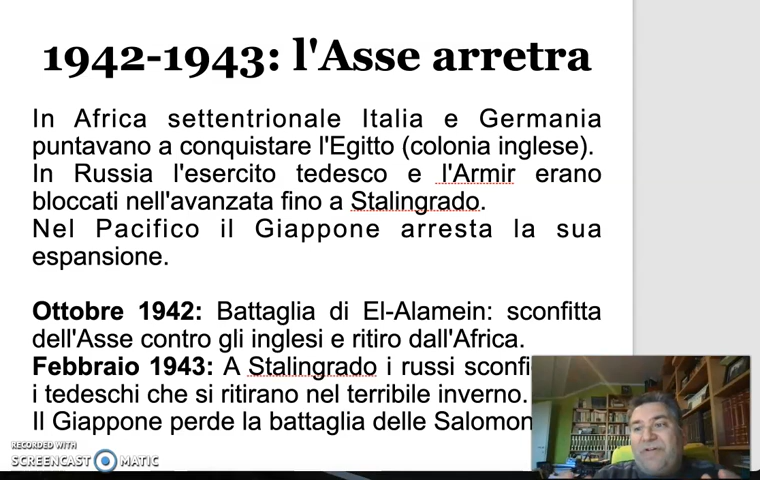 1942-1943: l'Asse arretra
In Africa settentrionale Italia e Germania
puntavano a conquistare l'Egitto (colonia inglese).
In Russia l'esercito tedesco e l'Armir erano
bloccati nell'avanzata fino a Stalingrado.
Nel Pacifico il Giappone arresta la sua
espansione.
Ottobre 1942: Battaglia di El-Alamein: sconfitta
dell'Asse contro gli inglesi e ritiro dall'Africa.
Febbraio 1943: A Stalingrado i russi
i tedeschi che si ritirano nel terribile inverno.
Il Giappone perde la battaglia delle
RECORDED WITH
SCREENCAST MATIC